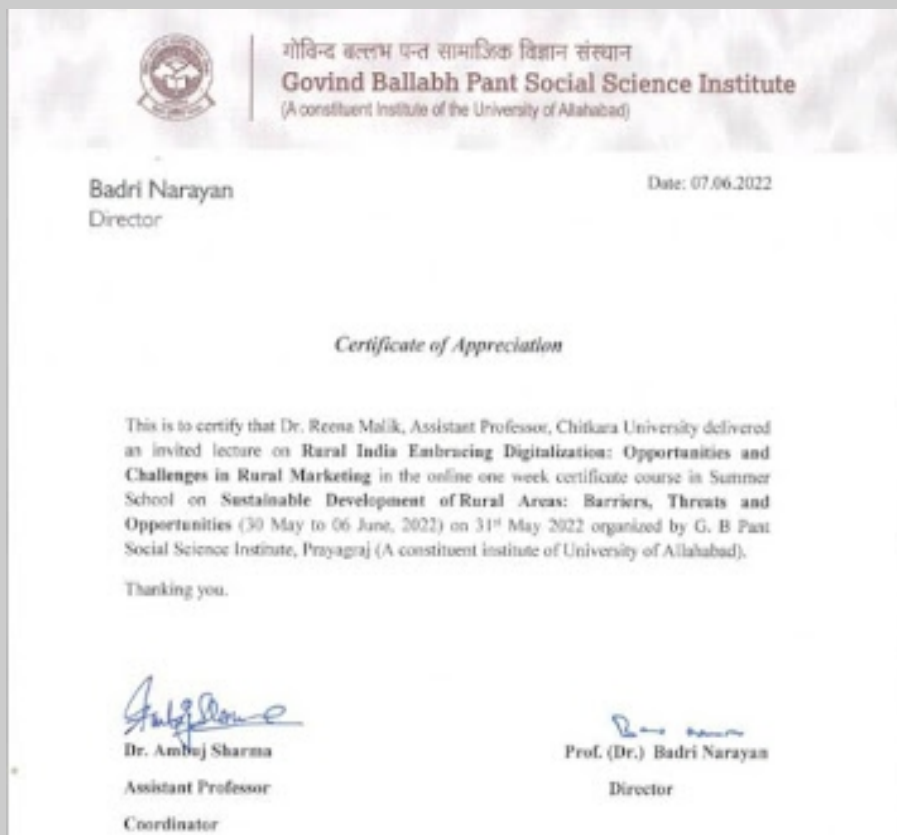 गोविन्द बल्लभ पन्त सामाजिक विज्ञान संस्थान
Govind Ballabh Pant Social Science Institute
(A constituent Institute of the University of Allahabad)
Badri Narayan
Date: 07.06.2022
Director
Certificate of Appreciation
This is to certify that Dr. Reena Malik, Assistant Professor, Chitkara University delivered
an invited lecture on Rural India Embracing Digitalization: Opportunities and
Challenges in Rural Marketing in the online one week certificate course in Summer
School on Sustainable Development of Rural Areas: Barriers, Threats and
Opportunities (30 May to 06 June, 2022) on 31st May 2022 organized by G. B Pant
Social Science Institute, Prayagraj (A constituent institute of University of Allahabad).
Thanking you.
Dr. Ambuj Sharma
Prof. (Dr.) Badri Narayan
Assistant Professor
Director
Coordinator